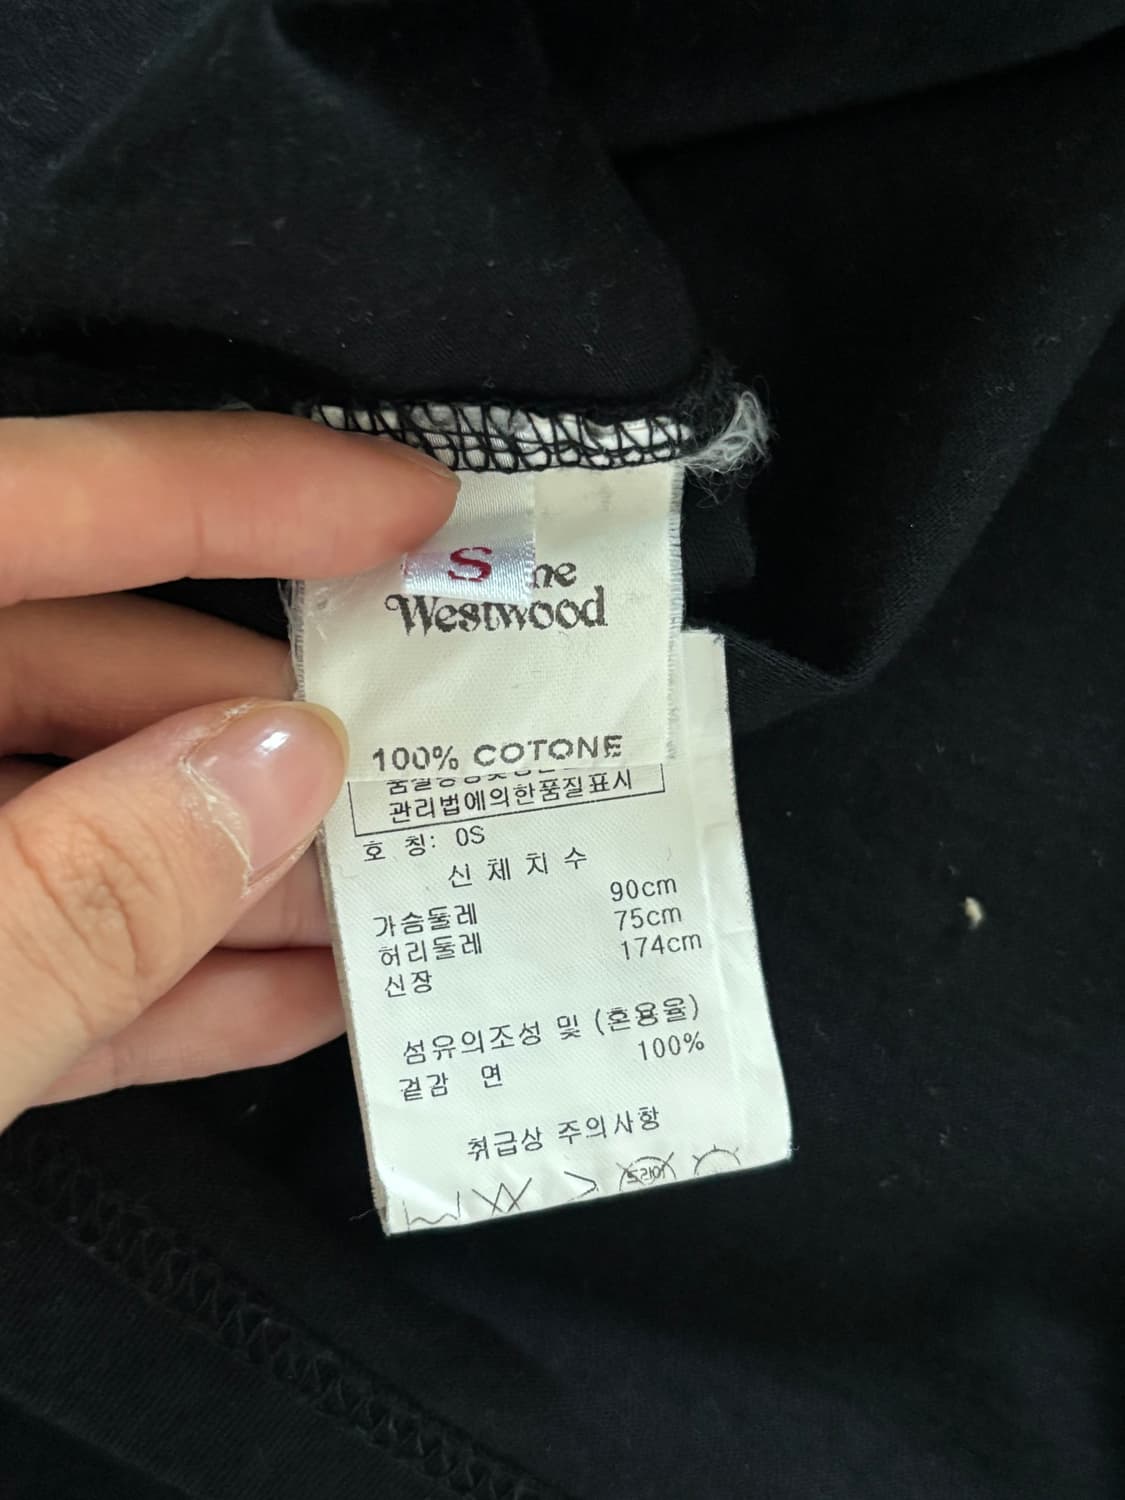 S
ne
Westwood
100% COTONE
관리법에의한품질표시
호 칭: 0S
신 체 치 수
90cm
가슴둘레 75cm
허리둘레 174cm
신장
섬유의조성 및 (혼용율)
100%
겉감 면
취급상 주의사항